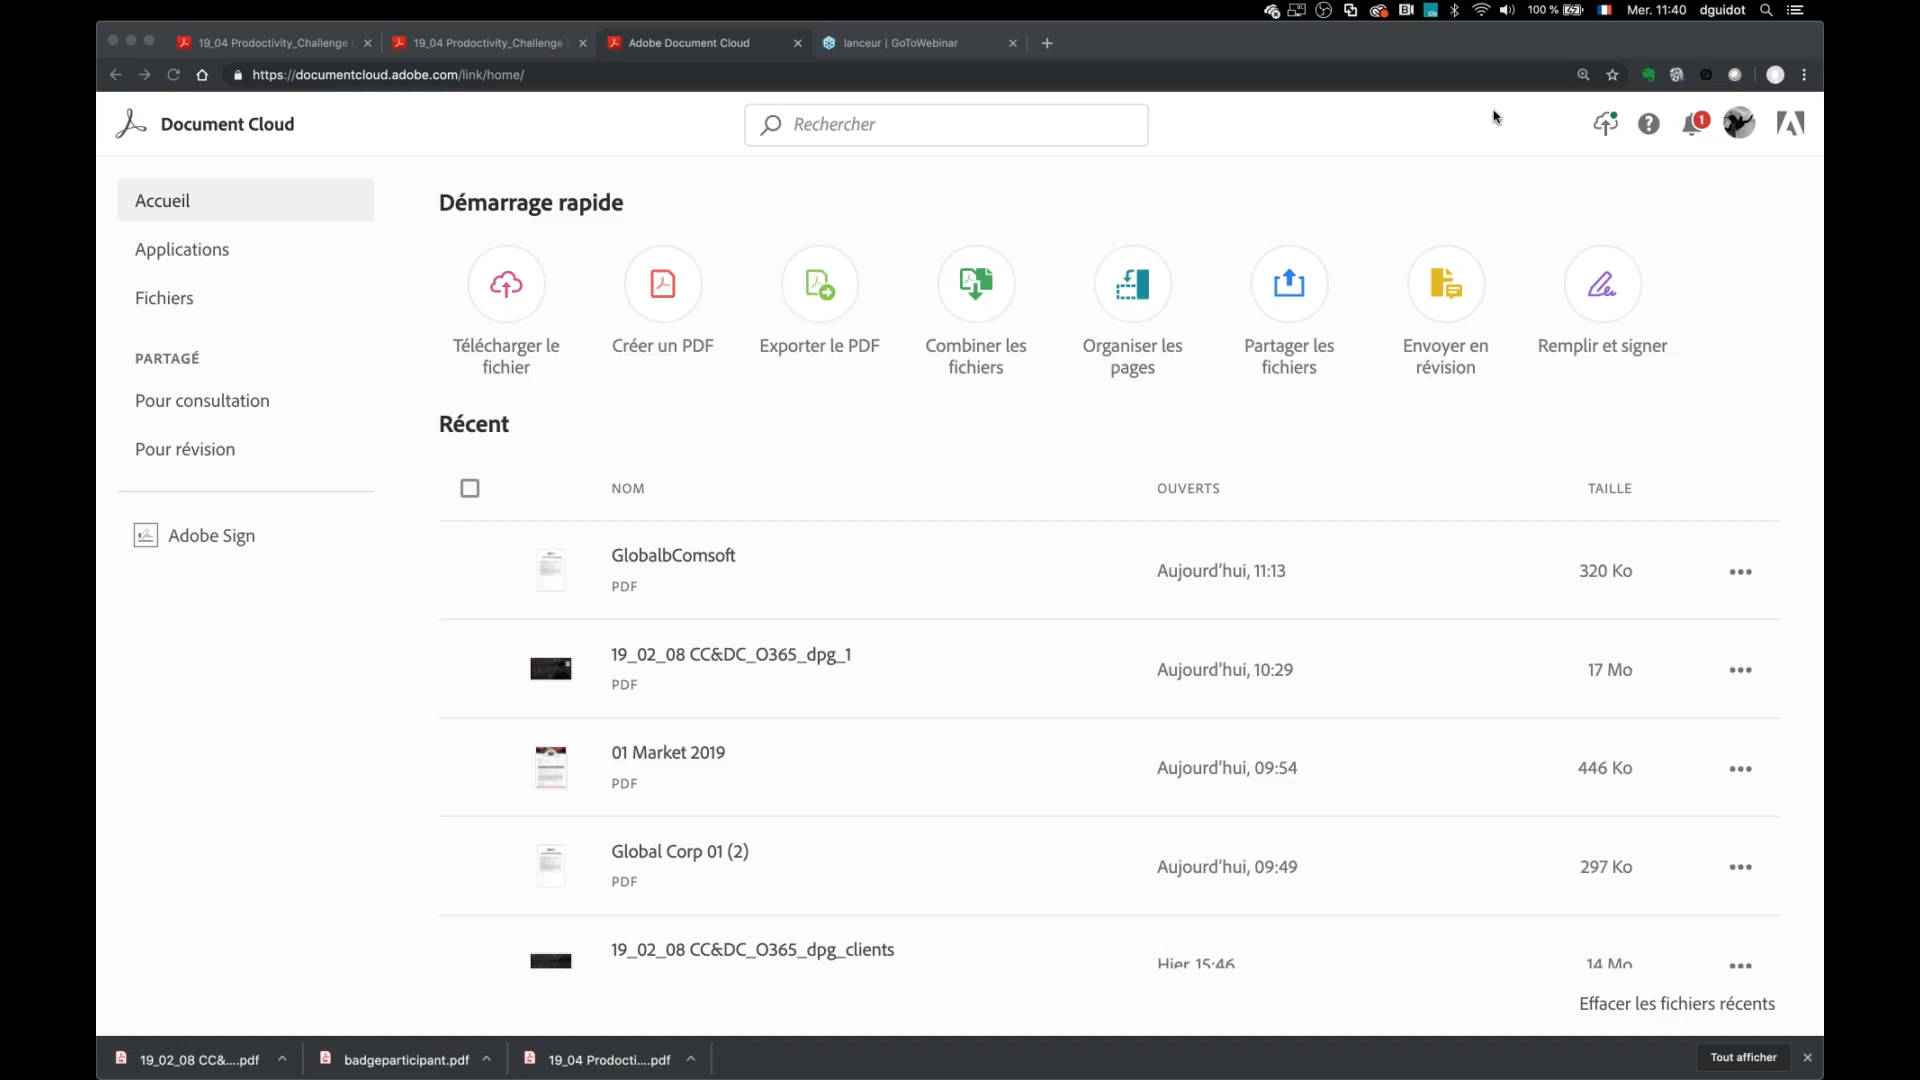 100 %
Mer. 11:40
dguidot
19_04 Productivity_Challenge
19_04 Productivity_Challenge
Adobe Document Cloud
lanceur | GoToWebinar
https://documentcloud.adobe.com/link/home/
Document Cloud
Rechercher
1
Accueil
Applications
Fichiers
PARTAGÉ
Pour consultation
Pour révision
Adobe Sign
Démarrage rapide
Télécharger le
fichier
Créer un PDF
Exporter le PDF
Combiner les
fichiers
Organiser les
pages
Partager les
fichiers
Envoyer en
révision
Remplir et signer
Récent
NOM
OUVERTS
TAILLE
GlobalbComsoft
PDF
Aujourd'hui, 11:13
320 Ko
19_02_08 CC&DC_O365_dpg_1
PDF
Aujourd'hui, 10:29
17 Mo
01 Market 2019
PDF
Aujourd'hui, 09:54
446 Ko
Global Corp 01 (2)
PDF
Aujourd'hui, 09:49
297 Ko
19_02_08 CC&DC_O365_dpg_clients
Hier, 15:46
14 Mo
Effacer les fichiers récents
19_02_08 CC&....pdf
badgeparticipant.pdf
19_04 Producti....pdf
Tout afficher